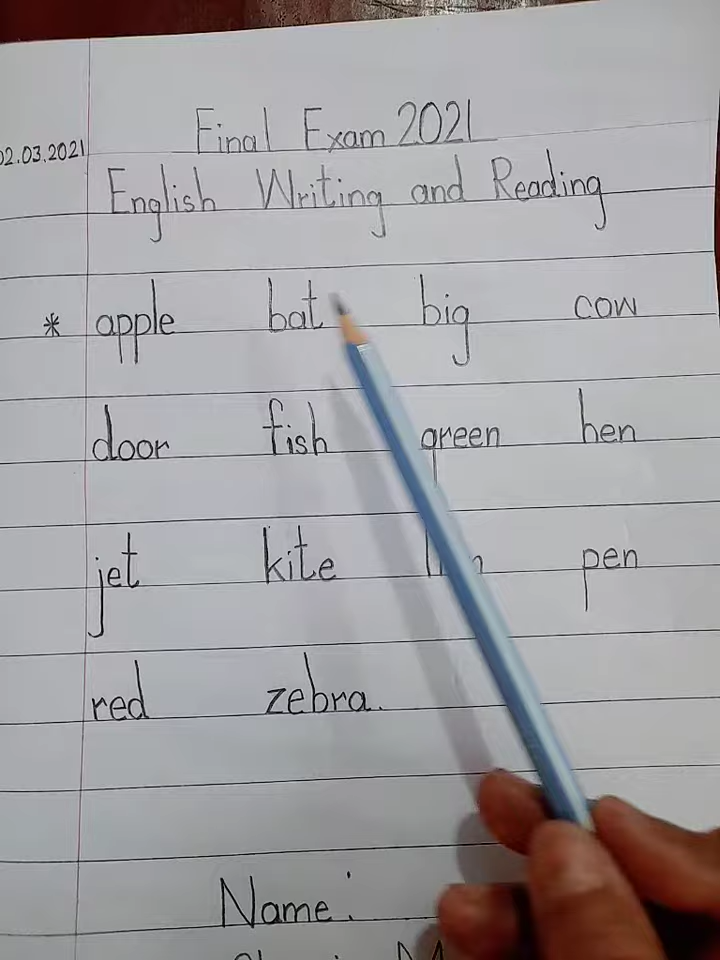 Final Exam 2021
02.03.2021
English Writing and Reading
* apple bat big cow
door fish green hen
jet kite pen
red zebra.
Name: